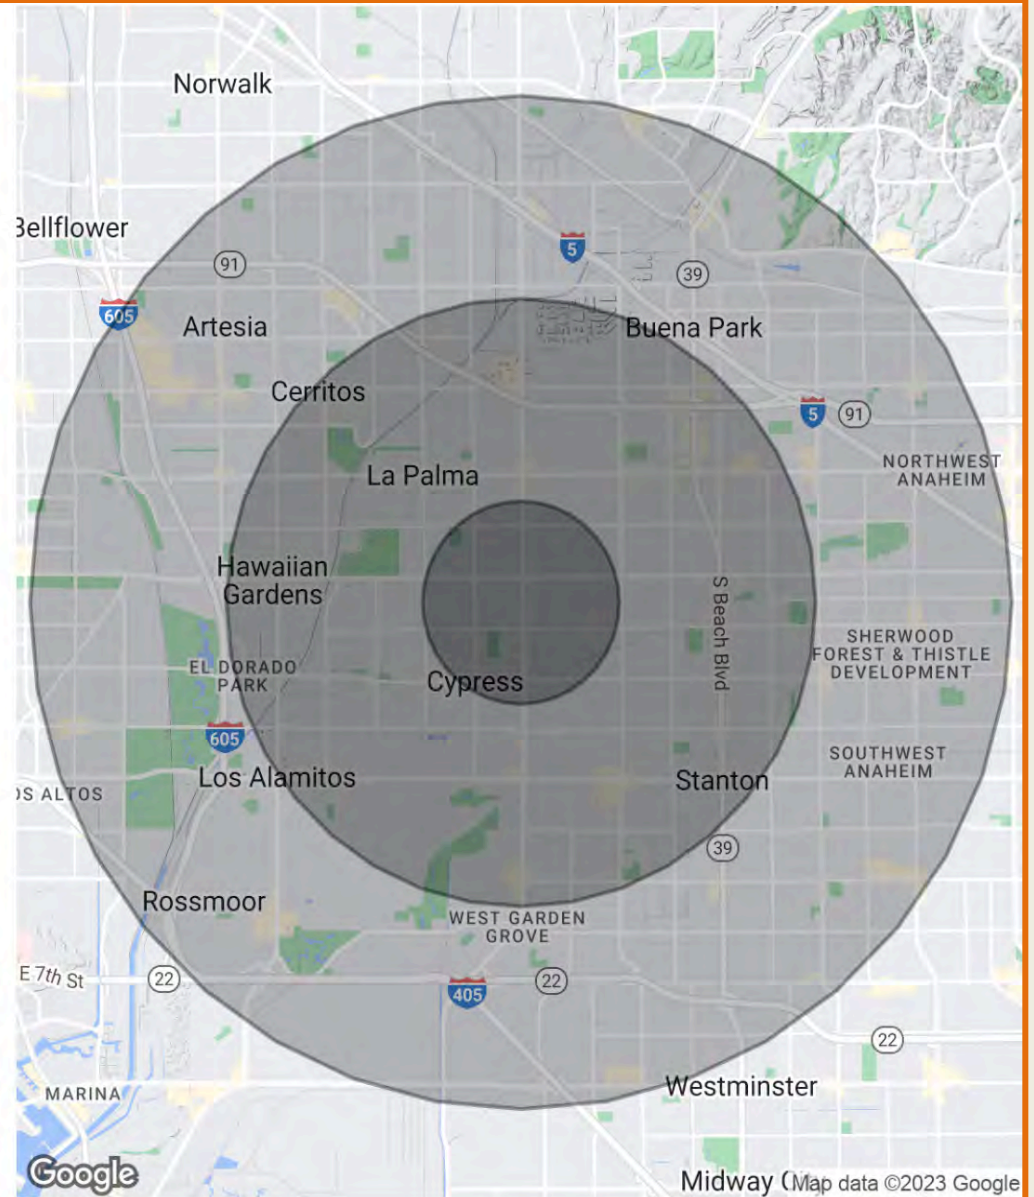 Norwalk
Bellflower
91
5
39
605
Artesia
Buena Park
Cerritos
5
91
La Palma
NORTHWEST
ANAHEIM
Hawaiian
Gardens
S Beach Blvd
SHERWOOD
FOREST & THISTLE
DEVELOPMENT
EL DORADO
PARK
Cypress
605
SOUTHWEST
ANAHEIM
Los Alamitos
Stanton
OS ALTOS
39
Rossmoor
WEST GARDEN
GROVE
E 7th St
22
405
22
22
Westminster
MARINA
Google
Midway
Map data ©2023 Google